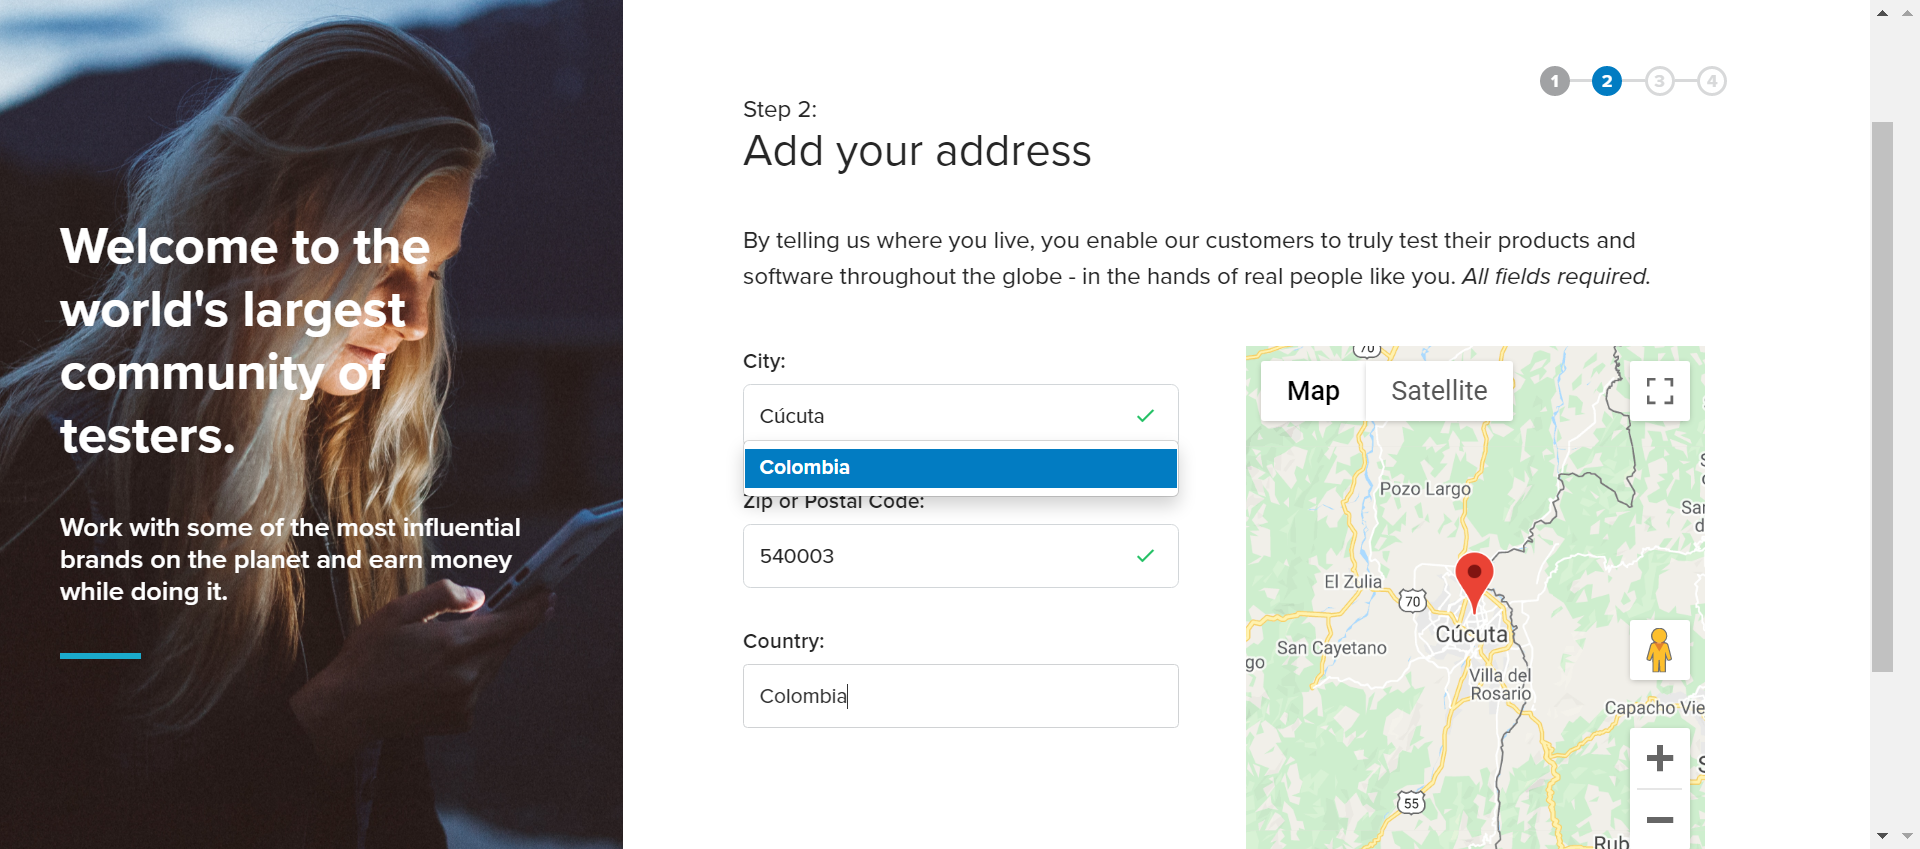 Welcome to the
world's largest
community of
testers.
Work with some of the most influential
brands on the planet and earn money
while doing it.
1 2 3 4
Step 2:
Add your address
By telling us where you live, you enable our customers to truly test their products and
software throughout the globe - in the hands of real people like you. All fields required.
City:
Cúcuta
Colombia
Zip or Postal Code:
540003
Country:
Colombia
70
Map Satellite
Pozo Largo
El Zulia
70
Cúcuta
San Cayetano
go
Villa del
Rosario
Capacho Vie
55
Rub